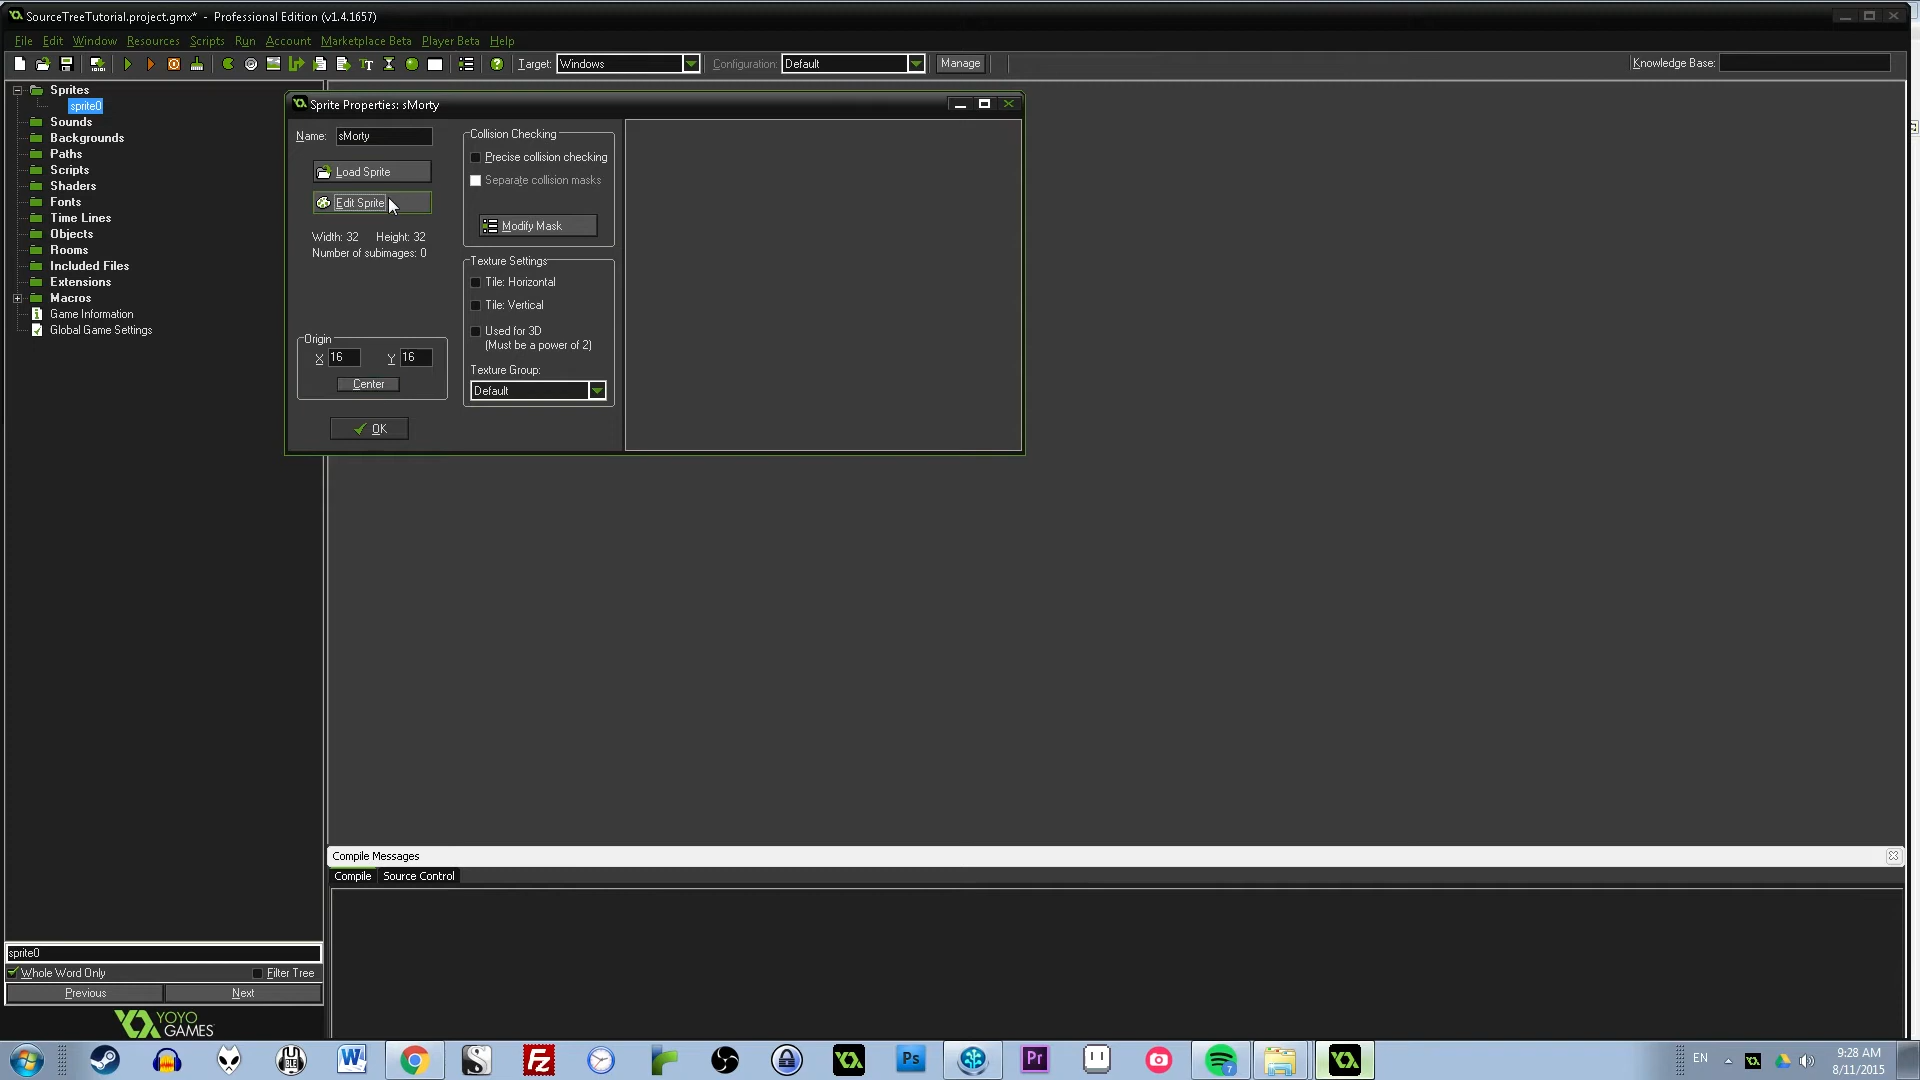 SourceTreeTutorial.project.gmx* - Professional Edition (v1.4.1657)
File Edit Window Resources Scripts Run Account Marketplace Beta Player Beta Help
Target: Windows Configuration: Default Manage Knowledge Base:
Sprites
sprite0
Sounds
Backgrounds
Paths
Scripts
Shaders
Fonts
Time Lines
Objects
Rooms
Included Files
Extensions
Macros
Game Information
Global Game Settings
Sprite Properties: sMorty
Name: sMorty
Load Sprite
Edit Sprite
Width: 32 Height: 32
Number of subimages: 0
Origin
X 16 Y 16
Center
OK
Collision Checking
Precise collision checking
Separate collision masks
Modify Mask
Texture Settings
Tile: Horizontal
Tile: Vertical
Used for 3D
(Must be a power of 2)
Texture Group:
Default
Compile Messages
Compile Source Control
sprite0
Whole Word Only Filter Tree
Previous Next
YOYO
GAMES
W
S
Fz
Ps
Pr
7
EN
9:28 AM
8/11/2015